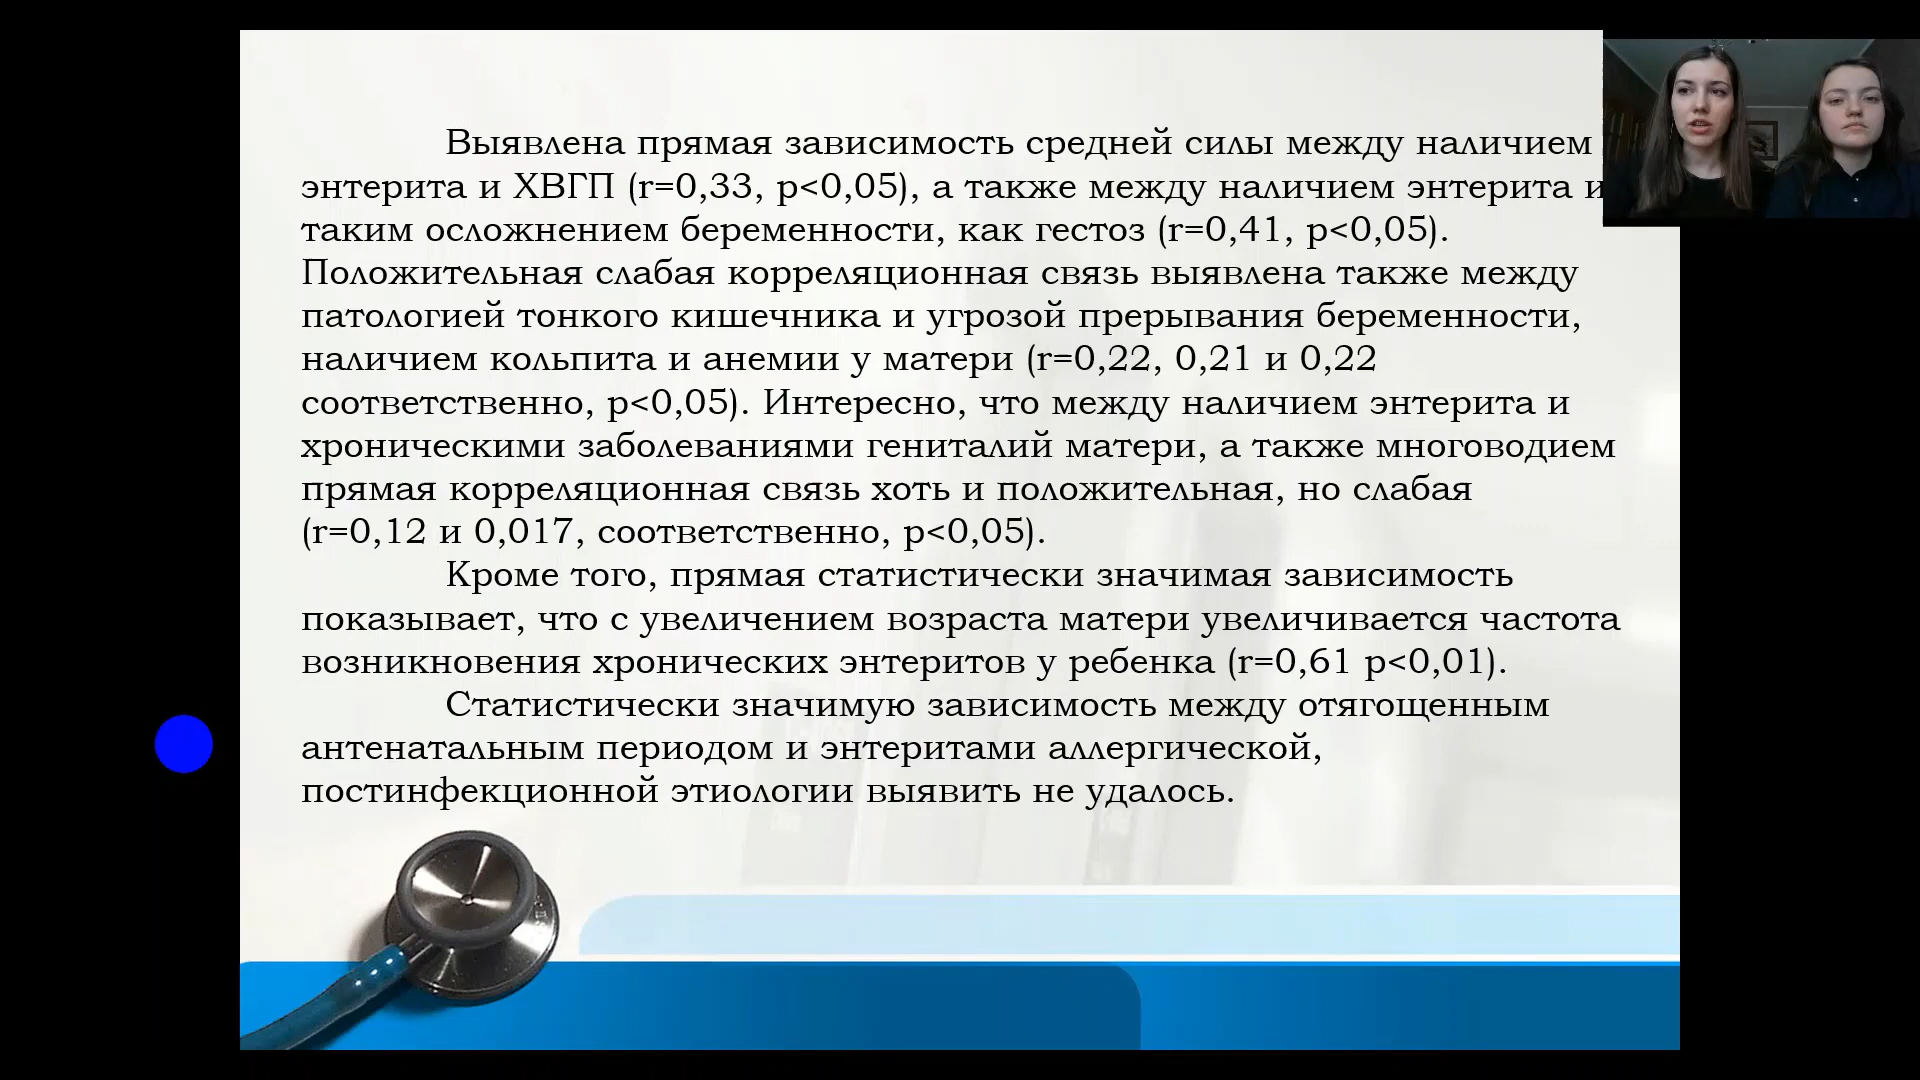 Выявлена прямая зависимость средней силы между наличием
энтерита и ХВГП (r=0,33, p<0,05), а также между наличием энтерита и
таким осложнением беременности, как гестоз (r=0,41, p<0,05).
Положительная слабая корреляционная связь выявлена также между
патологией тонкого кишечника и угрозой прерывания беременности,
наличием кольпита и анемии у матери (r=0,22, 0,21 и 0,22
соответственно, p<0,05). Интересно, что между наличием энтерита и
хроническими заболеваниями гениталий матери, а также многоводием
прямая корреляционная связь хоть и положительная, но слабая
(r=0,12 и 0,017, соответственно, p<0,05).
Кроме того, прямая статистически значимая зависимость
показывает, что с увеличением возраста матери увеличивается частота
возникновения хронических энтеритов у ребенка (r=0,61 p<0,01).
Статистически значимую зависимость между отягощенным
антенатальным периодом и энтеритами аллергической,
постинфекционной этиологии выявить не удалось.